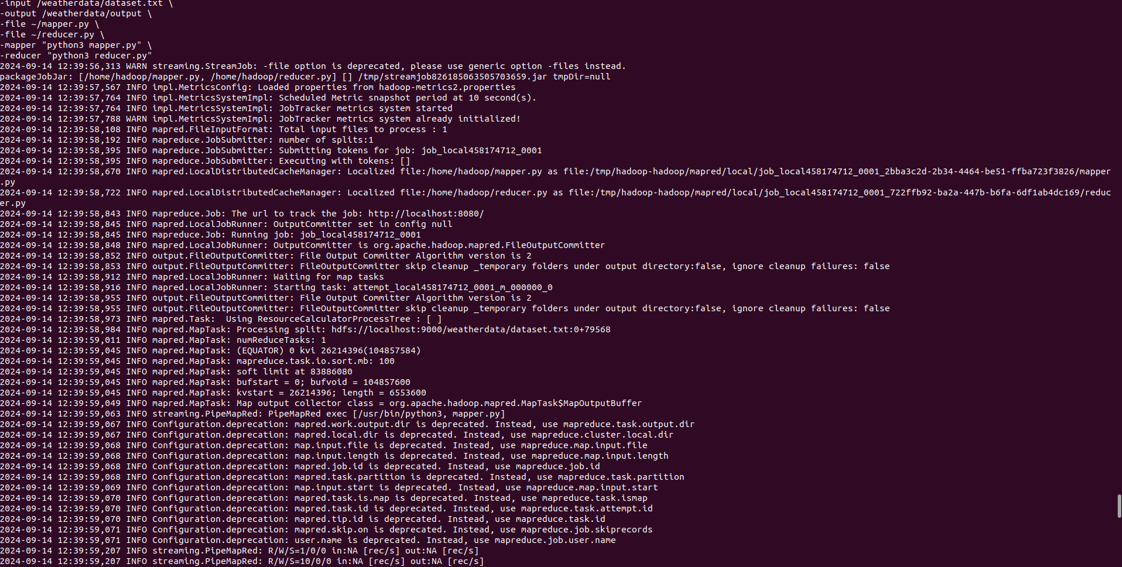 -input /weatherdata/dataset.txt \
-output /weatherdata/output \
-file ~/mapper.py \
-file ~/reducer.py \
-mapper "python3 mapper.py" \
-reducer "python3 reducer.py"
2024-09-14 12:39:56,313 WARN streaming.StreamJob: -file option is deprecated, please use generic option -files instead.
packageJobJar: [/home/hadoop/mapper.py, /home/hadoop/reducer.py] [] /tmp/streamjob826185063505703659.jar tmpDir=null
2024-09-14 12:39:57,567 INFO impl.MetricsConfig: Loaded properties from hadoop-metrics2.properties
2024-09-14 12:39:57,764 INFO impl.MetricsSystemImpl: Scheduled Metric snapshot period at 10 second(s).
2024-09-14 12:39:57,764 INFO impl.MetricsSystemImpl: JobTracker metrics system started
2024-09-14 12:39:57,788 WARN impl.MetricsSystemImpl: JobTracker metrics system already initialized!
2024-09-14 12:39:58,108 INFO mapred.FileInputFormat: Total input files to process : 1
2024-09-14 12:39:58,192 INFO mapreduce.JobSubmitter: number of splits:1
2024-09-14 12:39:58,395 INFO mapreduce.JobSubmitter: Submitting tokens for job: job_local458174712_0001
2024-09-14 12:39:58,395 INFO mapreduce.JobSubmitter: Executing with tokens: []
2024-09-14 12:39:58,670 INFO mapred.LocalDistributedCacheManager: Localized file:/home/hadoop/mapper.py as file:/tmp/hadoop-hadoop/mapred/local/job_local458174712_0001_2bba3c2d-2b34-4464-be51-ffba723f3826/mapper
.py
2024-09-14 12:39:58,722 INFO mapred.LocalDistributedCacheManager: Localized file:/home/hadoop/reducer.py as file:/tmp/hadoop-hadoop/mapred/local/job_local458174712_0001_722ffb92-ba2a-447b-b6fa-6df1ab4dc169/reduc
er.py
2024-09-14 12:39:58,843 INFO mapreduce.Job: The url to track the job: http://localhost:8080/
2024-09-14 12:39:58,845 INFO mapred.LocalJobRunner: OutputCommitter set in config null
2024-09-14 12:39:58,845 INFO mapreduce.Job: Running job: job_local458174712_0001
2024-09-14 12:39:58,848 INFO mapred.LocalJobRunner: OutputCommitter is org.apache.hadoop.mapred.FileOutputCommitter
2024-09-14 12:39:58,852 INFO output.FileOutputCommitter: File Output Committer Algorithm version is 2
2024-09-14 12:39:58,853 INFO output.FileOutputCommitter: FileOutputCommitter skip cleanup _temporary folders under output directory:false, ignore cleanup failures: false
2024-09-14 12:39:58,912 INFO mapred.LocalJobRunner: Waiting for map tasks
2024-09-14 12:39:58,916 INFO mapred.LocalJobRunner: Starting task: attempt_local458174712_0001_m_000000_0
2024-09-14 12:39:58,955 INFO output.FileOutputCommitter: File Output Committer Algorithm version is 2
2024-09-14 12:39:58,955 INFO output.FileOutputCommitter: FileOutputCommitter skip cleanup _temporary folders under output directory:false, ignore cleanup failures: false
2024-09-14 12:39:58,973 INFO mapred.Task:  Using ResourceCalculatorProcessTree : [ ]
2024-09-14 12:39:58,984 INFO mapred.MapTask: Processing split: hdfs://localhost:9000/weatherdata/dataset.txt:0+79568
2024-09-14 12:39:59,011 INFO mapred.MapTask: numReduceTasks: 1
2024-09-14 12:39:59,045 INFO mapred.MapTask: (EQUATOR) 0 kvi 26214396(104857584)
2024-09-14 12:39:59,045 INFO mapred.MapTask: mapreduce.task.io.sort.mb: 100
2024-09-14 12:39:59,045 INFO mapred.MapTask: soft limit at 83886080
2024-09-14 12:39:59,045 INFO mapred.MapTask: bufstart = 0; bufvoid = 104857600
2024-09-14 12:39:59,045 INFO mapred.MapTask: kvstart = 26214396; length = 6553600
2024-09-14 12:39:59,049 INFO mapred.MapTask: Map output collector class = org.apache.hadoop.mapred.MapTask$MapOutputBuffer
2024-09-14 12:39:59,063 INFO streaming.PipeMapRed: PipeMapRed exec [/usr/bin/python3, mapper.py]
2024-09-14 12:39:59,067 INFO Configuration.deprecation: mapred.work.output.dir is deprecated. Instead, use mapreduce.task.output.dir
2024-09-14 12:39:59,067 INFO Configuration.deprecation: mapred.local.dir is deprecated. Instead, use mapreduce.cluster.local.dir
2024-09-14 12:39:59,068 INFO Configuration.deprecation: map.input.file is deprecated. Instead, use mapreduce.map.input.file
2024-09-14 12:39:59,068 INFO Configuration.deprecation: map.input.length is deprecated. Instead, use mapreduce.map.input.length
2024-09-14 12:39:59,068 INFO Configuration.deprecation: mapred.job.id is deprecated. Instead, use mapreduce.job.id
2024-09-14 12:39:59,068 INFO Configuration.deprecation: mapred.task.partition is deprecated. Instead, use mapreduce.task.partition
2024-09-14 12:39:59,069 INFO Configuration.deprecation: map.input.start is deprecated. Instead, use mapreduce.map.input.start
2024-09-14 12:39:59,070 INFO Configuration.deprecation: mapred.task.is.map is deprecated. Instead, use mapreduce.task.ismap
2024-09-14 12:39:59,070 INFO Configuration.deprecation: mapred.task.id is deprecated. Instead, use mapreduce.task.attempt.id
2024-09-14 12:39:59,070 INFO Configuration.deprecation: mapred.tip.id is deprecated. Instead, use mapreduce.task.id
2024-09-14 12:39:59,071 INFO Configuration.deprecation: mapred.skip.on is deprecated. Instead, use mapreduce.job.skiprecords
2024-09-14 12:39:59,071 INFO Configuration.deprecation: user.name is deprecated. Instead, use mapreduce.job.user.name
2024-09-14 12:39:59,207 INFO streaming.PipeMapRed: R/W/S=1/0/0 in:NA [rec/s] out:NA [rec/s]
2024-09-14 12:39:59,207 INFO streaming.PipeMapRed: R/W/S=10/0/0 in:NA [rec/s] out:NA [rec/s]